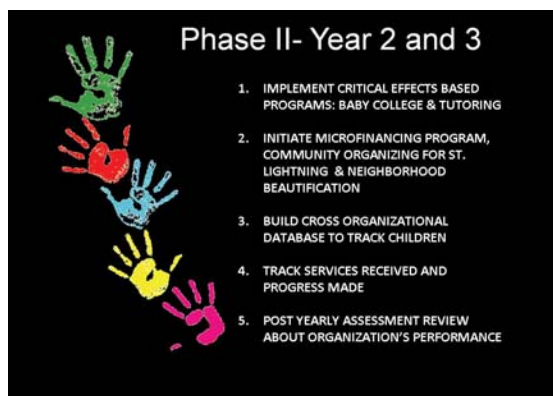 Phase II- Year 2 and 3
1. IMPLEMENT CRITICAL EFFECTS BASED
PROGRAMS: BABY COLLEGE & TUTORING
2. INITIATE MICROFINANCING PROGRAM,
COMMUNITY ORGANIZING FOR ST.
LIGHTNING & NEIGHBORHOOD
BEAUTIFICATION
3. BUILD CROSS ORGANIZATIONAL
DATABASE TO TRACK CHILDREN
4. TRACK SERVICES RECEIVED AND
PROGRESS MADE
5. POST YEARLY ASSESSMENT REVIEW
ABOUT ORGANIZATION'S PERFORMANCE